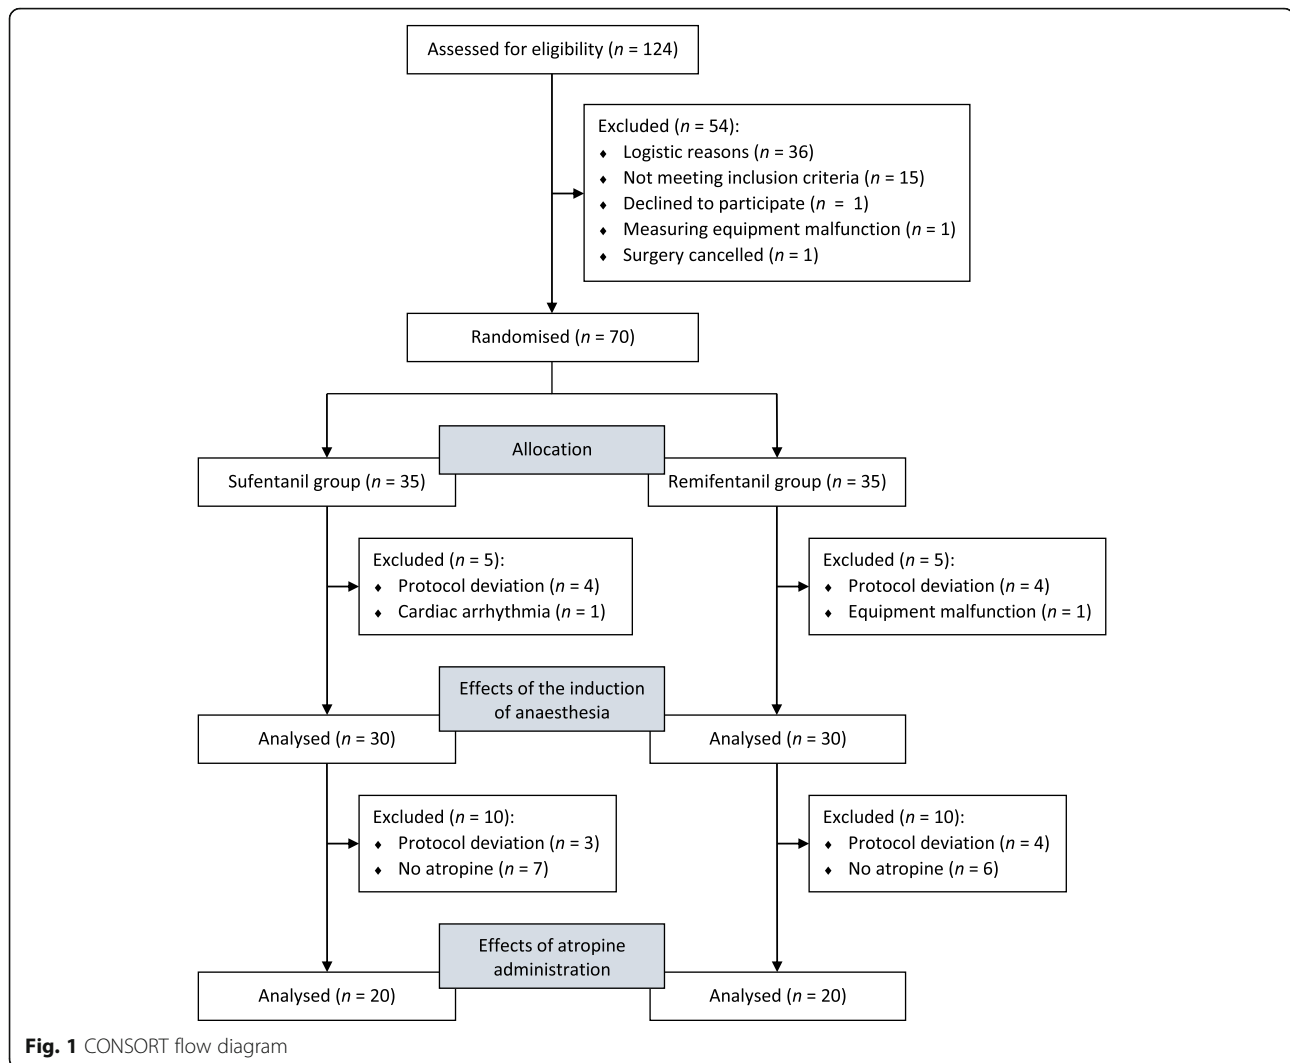 Assessed for eligibility (n = 124)
Excluded (n = 54):
♦ Logistic reasons (n = 36)
♦ Not meeting inclusion criteria (n = 15)
♦ Declined to participate (n = 1)
♦ Measuring equipment malfunction (n = 1)
♦ Surgery cancelled (n = 1)
Randomised (n = 70)
Allocation
Sufentanil group (n = 35)
Remifentanil group (n = 35)
Excluded (n = 5):
♦ Protocol deviation (n = 4)
♦ Cardiac arrhythmia (n = 1)
Excluded (n = 5):
♦ Protocol deviation (n = 4)
♦ Equipment malfunction (n = 1)
Effects of the induction
of anaesthesia
Analysed (n = 30)
Analysed (n = 30)
Excluded (n = 10):
♦ Protocol deviation (n = 3)
♦ No atropine (n = 7)
Excluded (n = 10):
♦ Protocol deviation (n = 4)
♦ No atropine (n = 6)
Effects of atropine
administration
Analysed (n = 20)
Analysed (n = 20)
Fig. 1 CONSORT flow diagram